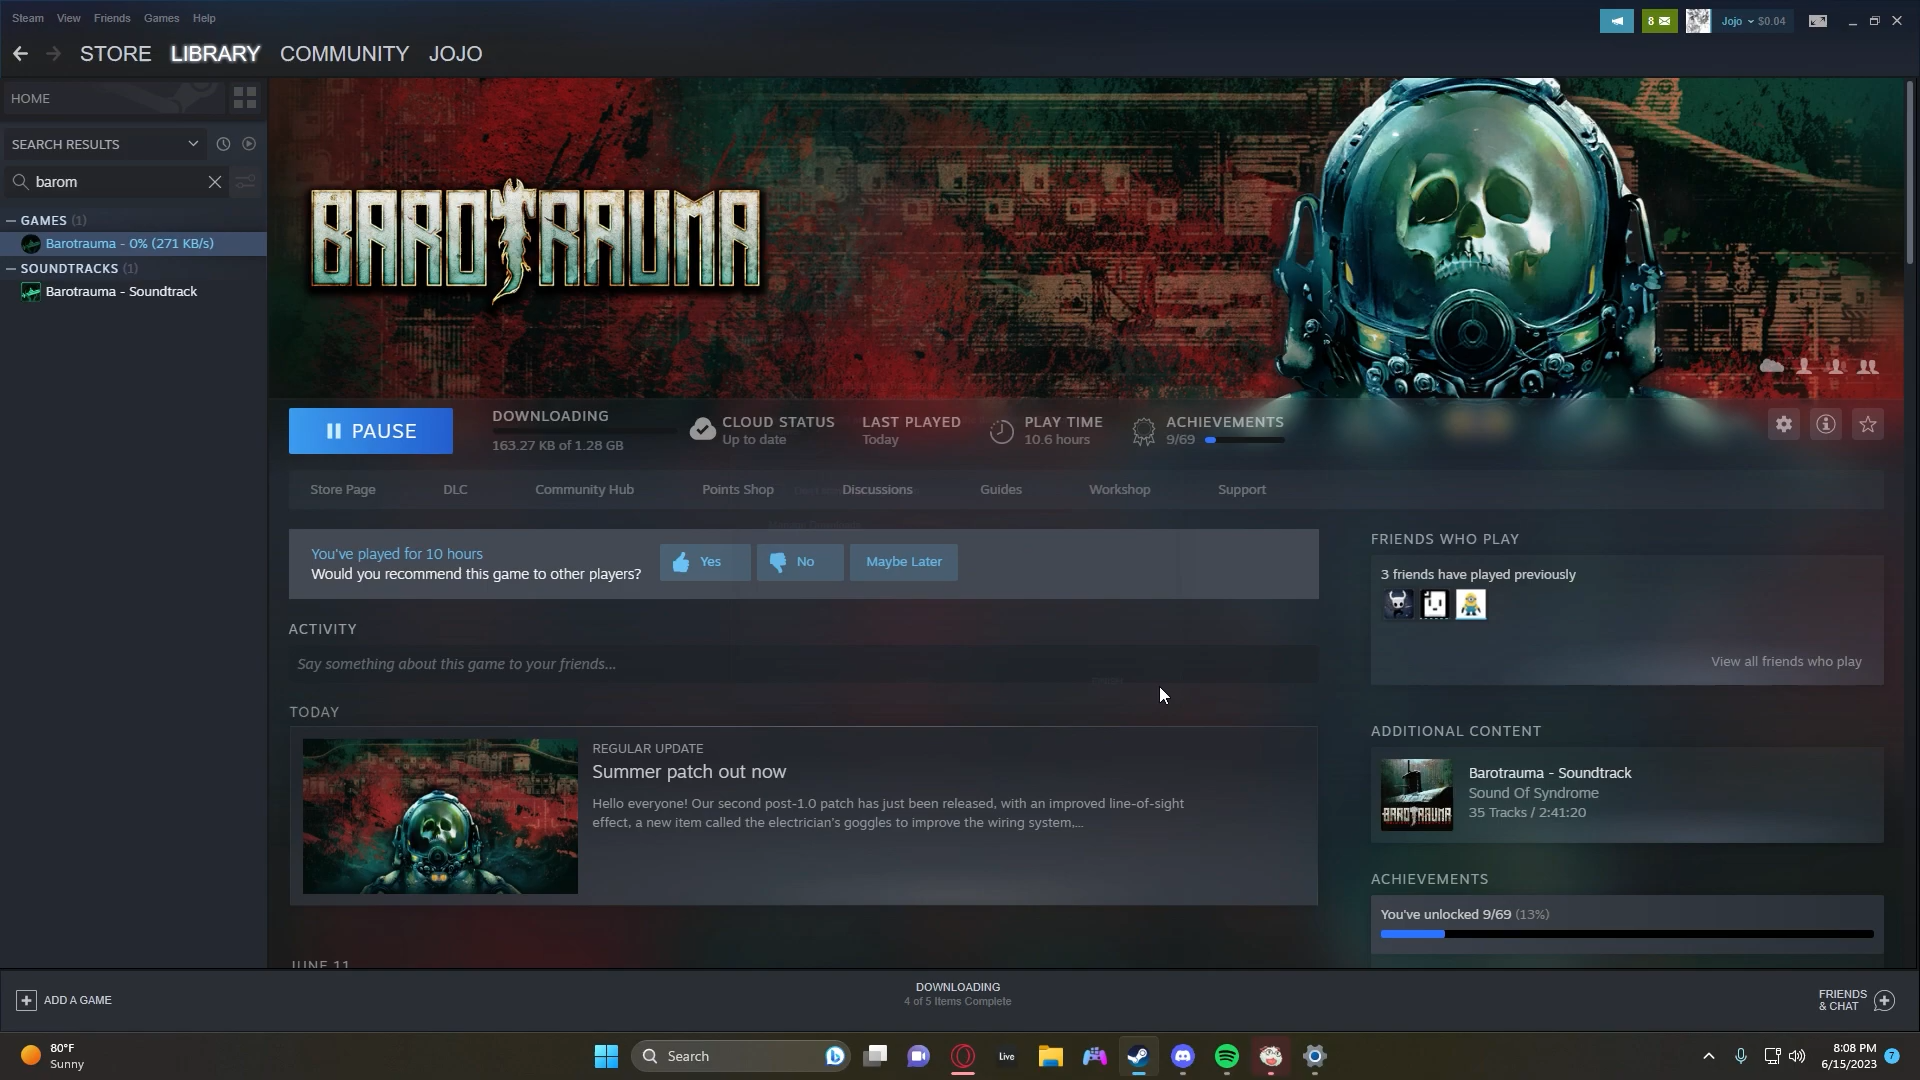 Steam View Friends Games Help
8 Jojo $0.04
STORE LIBRARY COMMUNITY JOJO
HOME
SEARCH RESULTS
barom
GAMES (1)
Barotrauma - 0% (271 KB/s)
SOUNDTRACKS (1)
Barotrauma - Soundtrack
BAROTRAUMA
PAUSE
DOWNLOADING
163.27 KB of 1.28 GB
CLOUD STATUS
Up to date
LAST PLAYED
Today
PLAY TIME
10.6 hours
ACHIEVEMENTS
9/69
Store Page DLC Community Hub Points Shop Discussions Guides Workshop Support
You've played for 10 hours
Would you recommend this game to other players?
Yes No Maybe Later
ACTIVITY
Say something about this game to your friends...
TODAY
REGULAR UPDATE
Summer patch out now
Hello everyone! Our second post-1.0 patch has just been released, with an improved line-of-sight
effect, a new item called the electrician's goggles to improve the wiring system,...
JUNE 11
FRIENDS WHO PLAY
3 friends have played previously
View all friends who play
ADDITIONAL CONTENT
BAROTRAUMA
Barotrauma - Soundtrack
Sound Of Syndrome
35 Tracks / 2:41:20
ACHIEVEMENTS
You've unlocked 9/69 (13%)
ADD A GAME
DOWNLOADING
4 of 5 Items Complete
FRIENDS
& CHAT
80°F
Sunny
Search
Live
8:08 PM
6/15/2023
7